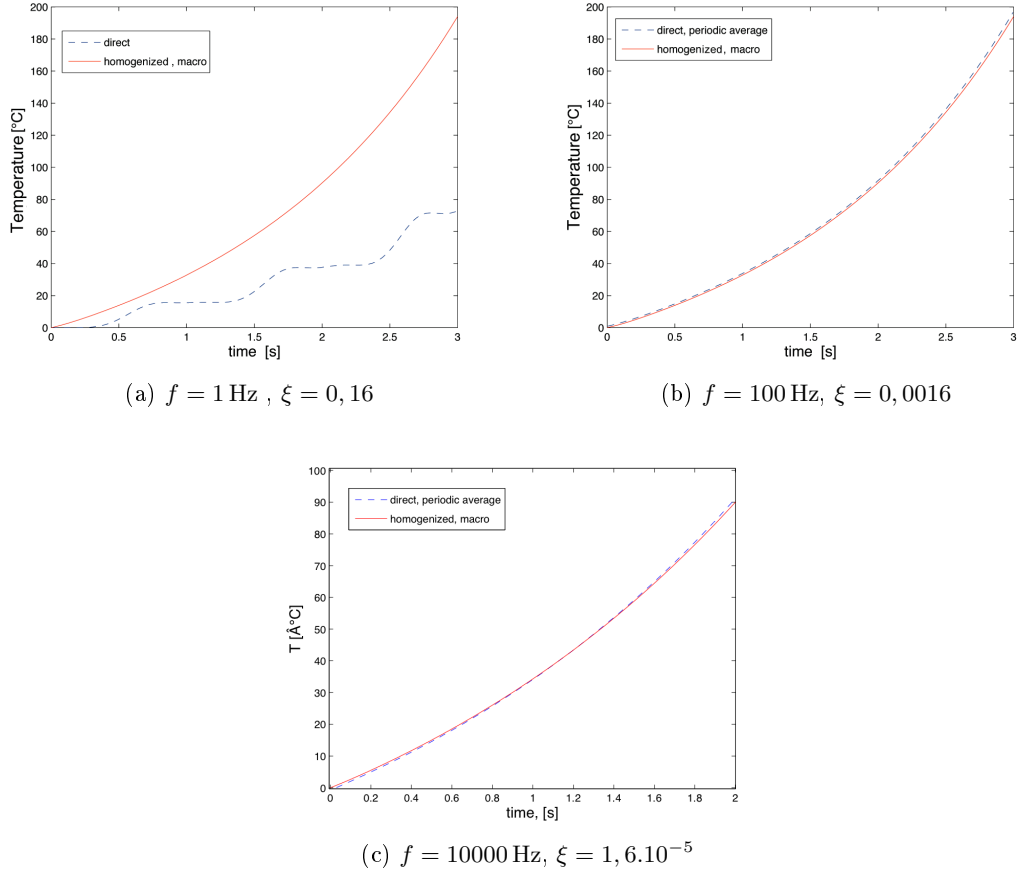 200
180
160
140
120
100
80
60
40
20
0
Temperature [°C]
direct
homogenized , macro
0 0.5 1 1.5 2 2.5 3
time [s]
(a) f = 1 Hz , ξ = 0, 16
200
180
160
140
120
100
80
60
40
20
0
Temperature [°C]
direct, periodic average
homogenized, macro
0 0.5 1 1.5 2 2.5 3
time [s]
(b) f = 100 Hz, ξ = 0, 0016
100
90
80
70
60
50
40
30
20
10
0
T [Â°C]
direct, periodic average
homogenized, macro
0 0.2 0.4 0.6 0.8 1 1.2 1.4 1.6 1.8 2
time, [s]
(c) f = 10000 Hz, ξ = 1, 6.10⁻⁵